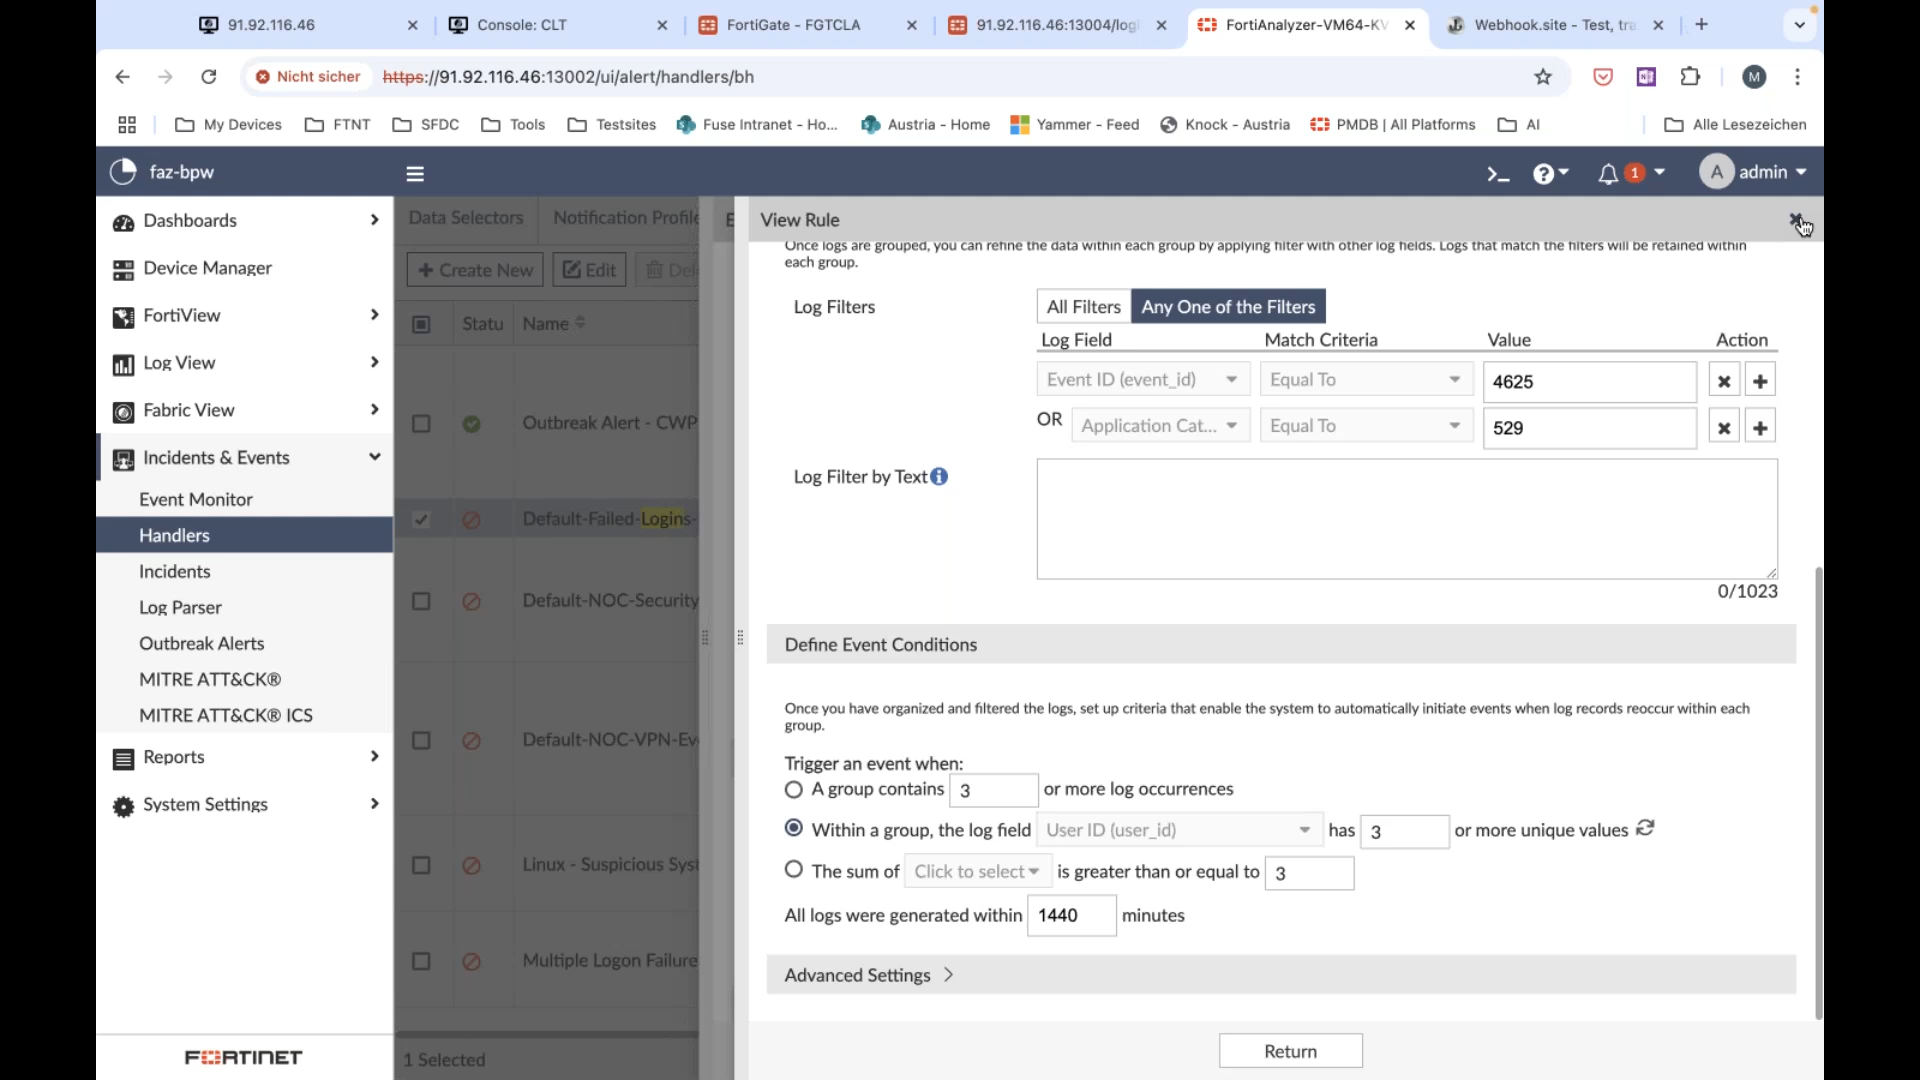 91.92.116.46
Console: CLT
FortiGate - FGTCLA
91.92.116.46:13004/logi
FortiAnalyzer-VM64-KV
Webhook.site - Test, tra
Nicht sicher
https://91.92.116.46:13002/ui/alert/handlers/bh
M
My Devices
FTNT
SFDC
Tools
Testsites
Fuse Intranet - Ho...
Austria - Home
Yammer - Feed
Knock - Austria
PMDB | All Platforms
AI
Alle Lesezeichen
faz-bpw
1
A
admin
Dashboards
Device Manager
FortiView
Log View
Fabric View
Incidents & Events
Event Monitor
Handlers
Incidents
Log Parser
Outbreak Alerts
MITRE ATT&CK®
MITRE ATT&CK® ICS
Reports
System Settings
FORTINET
Data Selectors
Notification Profile
Create New
Edit
Dele
Statu
Name
Outbreak Alert - CWP
Default-Failed-Logins-
Default-NOC-Security
Default-NOC-VPN-Ev
Linux - Suspicious Syst
Multiple Logon Failure
1 Selected
View Rule
Once logs are grouped, you can refine the data within each group by applying filter with other log fields. Logs that match the filters will be retained within
each group.
Log Filters
All Filters
Any One of the Filters
Log Field
Match Criteria
Value
Action
Event ID (event_id)
Equal To
4625
OR
Application Cat...
Equal To
529
Log Filter by Text
0/1023
Define Event Conditions
Once you have organized and filtered the logs, set up criteria that enable the system to automatically initiate events when log records reoccur within each
group.
Trigger an event when:
A group contains 3 or more log occurrences
Within a group, the log field User ID (user_id) has 3 or more unique values
The sum of Click to select is greater than or equal to 3
All logs were generated within 1440 minutes
Advanced Settings
Return